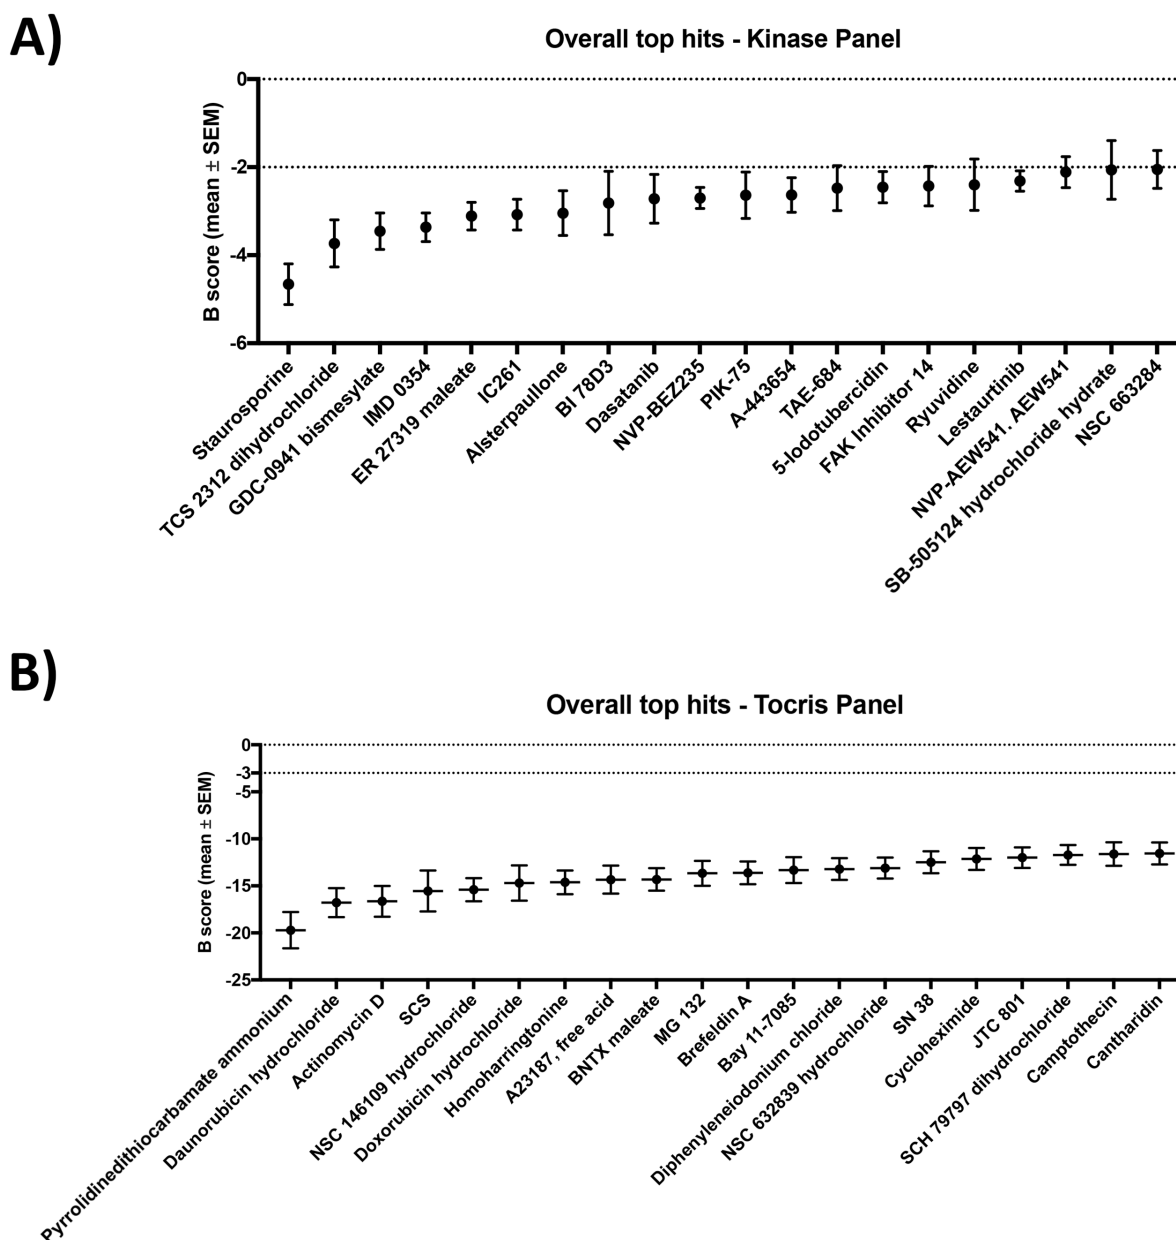 A)
Overall top hits - Kinase Panel
B score (mean ± SEM)
0
-2
-4
-6
Staurosporine
TCS 2312 dihydrochloride
GDC-0941 bismesylate
IMD 0354
ER 27319 maleate
IC261
Alsterpaullone
BI 78D3
Dasatanib
NVP-BEZ235
PIK-75
A-443654
TAE-684
5-Iodotubercidin
FAK Inhibitor 14
Ryuvidine
Lestaurtinib
NVP-AEW541. AEW541
SB-505124 hydrochloride hydrate
NSC 663284
B)
Overall top hits - Tocris Panel
B score (mean ± SEM)
0
-3
-5
-10
-15
-20
-25
Pyrrolidinedithiocarbamate ammonium
Daunorubicin hydrochloride
Actinomycin D
SCS
NSC 146109 hydrochloride
Doxorubicin hydrochloride
Homoharringtonine
A23187, free acid
BNTX maleate
MG 132
Brefeldin A
Bay 11-7085
Diphenyleneiodonium chloride
NSC 632839 hydrochloride
SN 38
Cycloheximide
JTC 801
SCH 79797 dihydrochloride
Camptothecin
Cantharidin